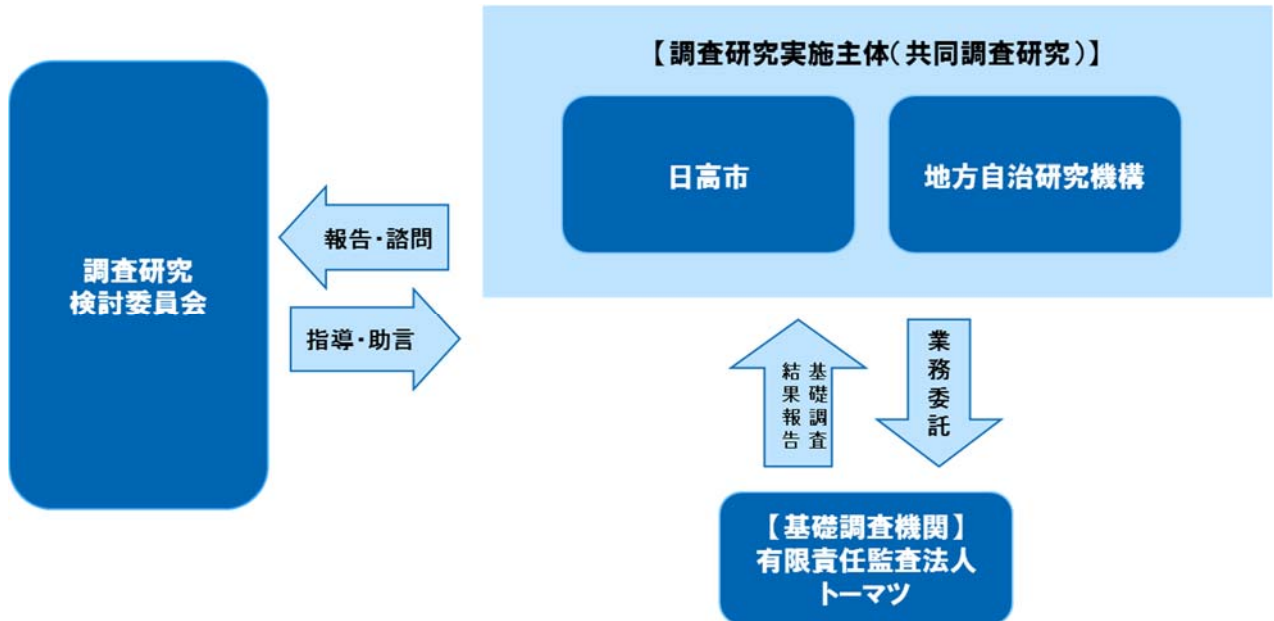 【調査研究実施主体(共同調査研究)】
日高市
地方自治研究機構
報告・諮問
調査研究
検討委員会
指導・助言
基礎調査
結果報告
業務委託
【基礎調査機関】
有限責任監査法人
トーマツ